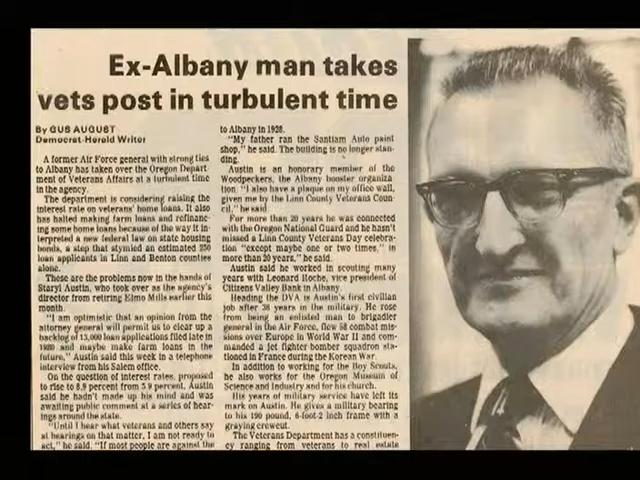 Ex-Albany man takes
vets post in turbulent time
By GUS AUGUST
Democrat-Herald Writer
A former Air Force general with strong ties
to Albany has taken over the Oregon Depart-
ment of Veterans Affairs at a turbulent time
in the agency.
The department is considering raising the
interest rate on veterans' home loans. It also
has halted making farm loans and refinanc-
ing some home loans because of the way it in-
terpreted a new federal law on state housing
bonds, a step that stymied an estimated 250
loan applicants in Linn and Benton counties
alone.
These are the problems now in the hands of
Staryl Austin, who took over as the agency's
director from retiring Elmo Mills earlier this
month.
"I am optimistic that an opinion from the
attorney general will permit us to clear up a
backlog of 13,000 loan applications filed late in
1980 and maybe make farm loans in the
future," Austin said this week in a telephone
interview from his Salem office.
On the question of interest rates, proposed
to rise to 8.9 percent from 5.9 percent, Austin
said he hadn't made up his mind and was
awaiting public comment at a series of hear-
ings around the state.
"Until I hear what veterans and others say
at hearings on that matter, I am not ready to
act," he said. "If most people are against the
to Albany in 1928.
"My father ran the Santiam Auto paint
shop," he said. The building is no longer stan-
ding.
Austin is an honorary member of the
Woodpeckers, the Albany booster organiza-
tion. "I also have a plaque on my office wall,
given me by the Linn County Veterans Coun-
cil," he said.
For more than 20 years he was connected
with the Oregon National Guard and he hasn't
missed a Linn County Veterans Day celebra-
tion "except maybe one or two times," in
more than 20 years," he said.
Austin said he worked in scouting many
years with Leonard Roche, vice president of
Citizens Valley Bank in Albany.
Heading the DVA is Austin's first civilian
job after 38 years in the military. He rose
from being an enlisted man to brigadier
general in the Air Force, flew 58 combat mis-
sions over Europe in World War II and com-
manded a jet fighter-bomber squadron sta-
tioned in France during the Korean War.
In addition to working for the Boy Scouts,
he also works for the Oregon Museum of
Science and Industry and for his church.
His years of military service have left its
mark on Austin. He gives a military bearing
to his 190 pound, 6-foot-2 inch frame with a
graying crewcut.
The Veterans Department has a constituen-
cy ranging from veterans to real estate